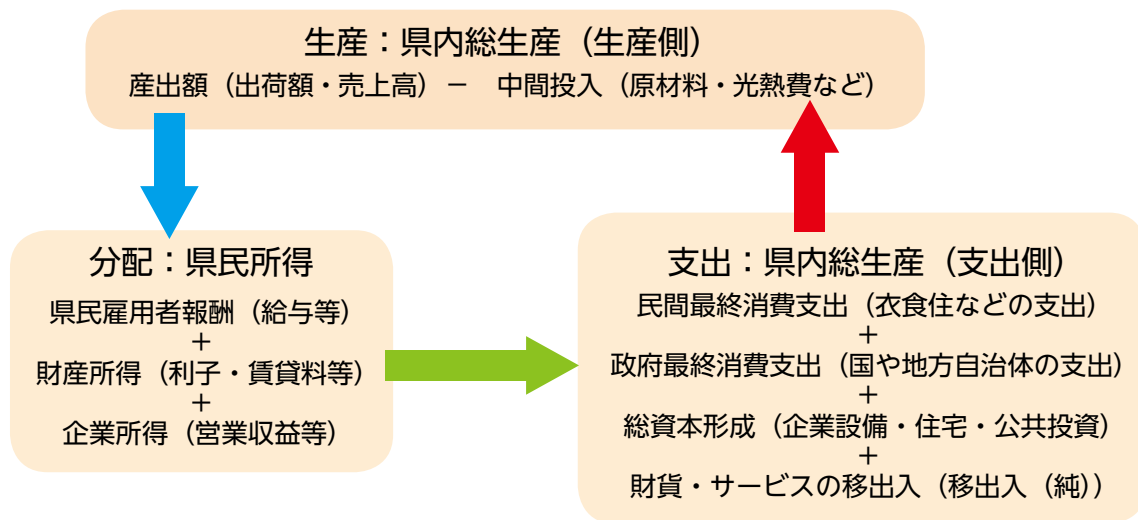 生産：県内総生産（生産側）
産出額（出荷額・売上高）－　中間投入（原材料・光熱費など）
分配：県民所得
県民雇用者報酬（給与等）
＋
財産所得（利子・賃貸料等）
＋
企業所得（営業収益等）
支出：県内総生産（支出側）
民間最終消費支出（衣食住などの支出）
＋
政府最終消費支出（国や地方自治体の支出）
＋
総資本形成（企業設備・住宅・公共投資）
＋
財貨・サービスの移出入（移出入（純））